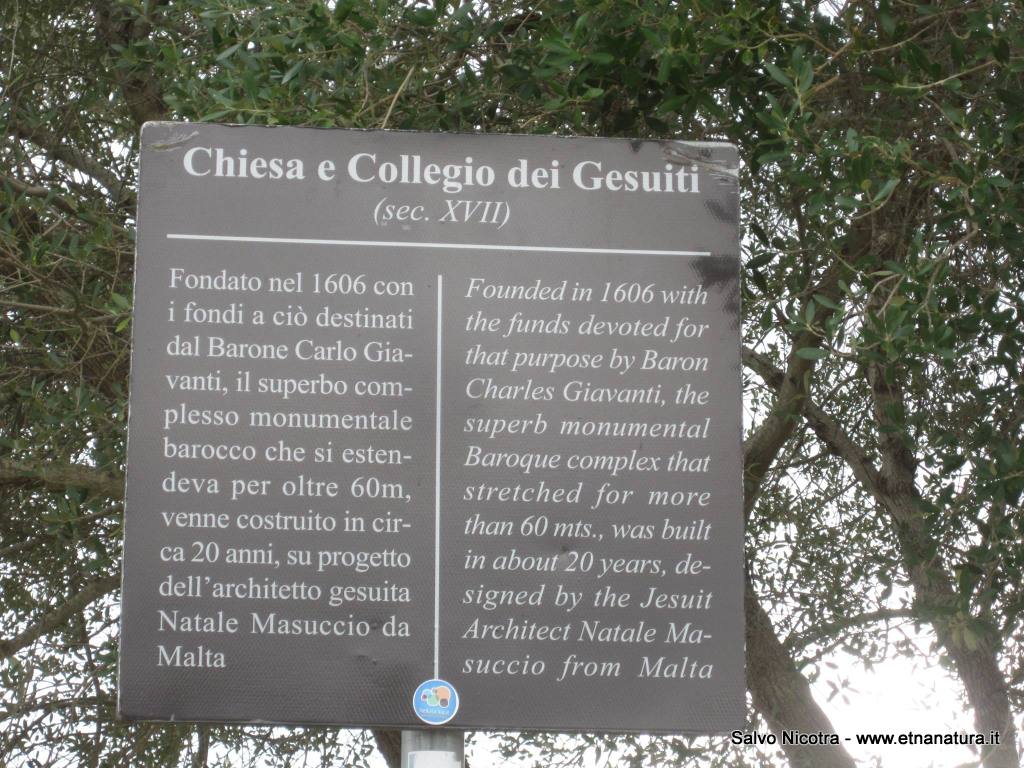 Chiesa e Collegio dei Gesuiti
(sec. XVII)
Fondato nel 1606 con
i fondi a ciò destinati
dal Barone Carlo Gia-
vanti, il superbo com-
plesso monumentale
barocco che si esten-
deva per oltre 60m,
venne costruito in cir-
ca 20 anni, su progetto
dell'architetto gesuita
Natale Masuccio da
Malta
Founded in 1606 with
the funds devoted for
that purpose by Baron
Charles Giavanti, the
superb monumental
Baroque complex that
stretched for more
than 60 mts., was built
in about 20 years, de-
signed by the Jesuit
Architect Natale Ma-
succio from Malta
Salvo Nicotra - www.etnanatura.it